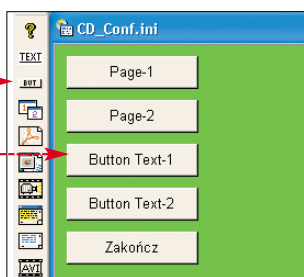 CD_Conf.ini
TEXT
BUT
AVI
Page-1
Page-2
Button Text-1
Button Text-2
Zakończ